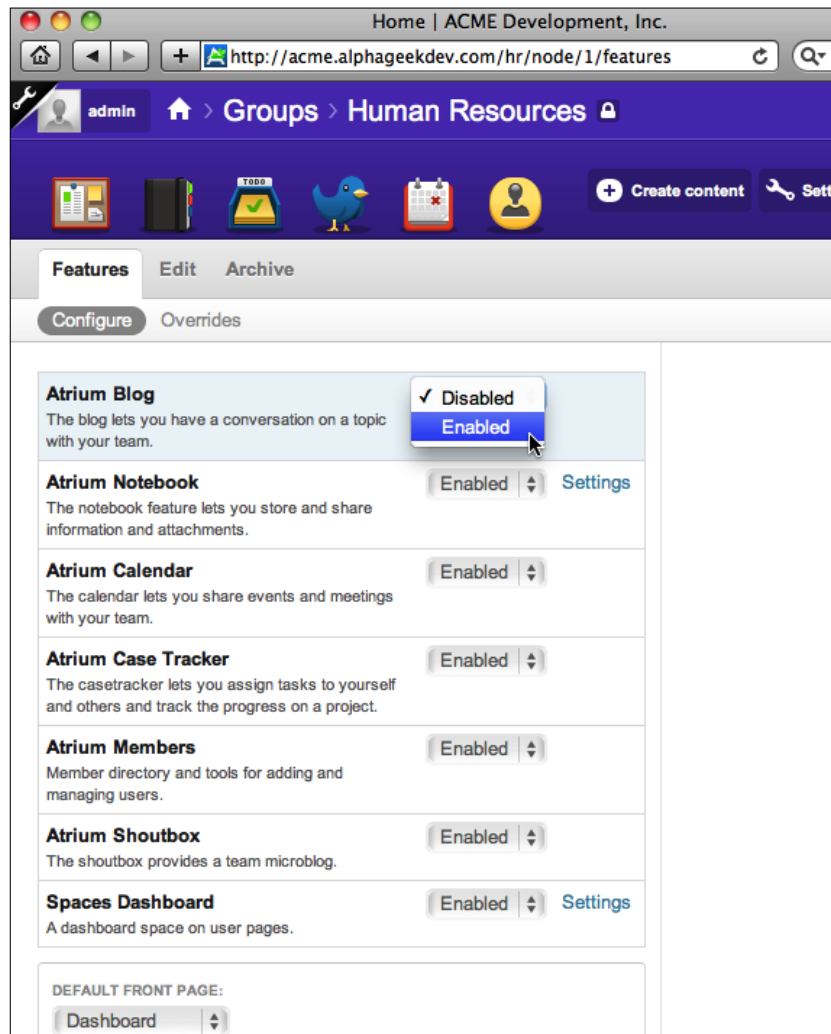 Home | ACME Development, Inc.
http://acme.alphageekdev.com/hr/node/1/features
admin
Groups
Human Resources
TODO
Create content
Sett
Features
Edit
Archive
Configure
Overrides
Atrium Blog
The blog lets you have a conversation on a topic
with your team.
✓ Disabled
Enabled
Atrium Notebook
Enabled
Settings
The notebook feature lets you store and share
information and attachments.
Atrium Calendar
Enabled
The calendar lets you share events and meetings
with your team.
Atrium Case Tracker
Enabled
The casetracker lets you assign tasks to yourself
and others and track the progress on a project.
Atrium Members
Enabled
Member directory and tools for adding and
managing users.
Atrium Shoutbox
Enabled
The shoutbox provides a team microblog.
Spaces Dashboard
Enabled
Settings
A dashboard space on user pages.
DEFAULT FRONT PAGE:
Dashboard